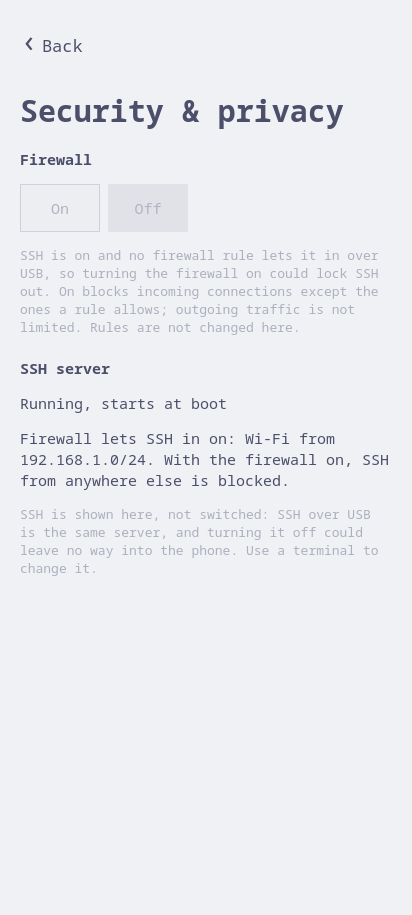 Back
Security & privacy
Firewall
On
Off
SSH is on and no firewall rule lets it in over
USB, so turning the firewall on could lock SSH
out. On blocks incoming connections except the
ones a rule allows; outgoing traffic is not
limited. Rules are not changed here.
SSH server
Running, starts at boot
Firewall lets SSH in on: Wi-Fi from
192.168.1.0/24. With the firewall on, SSH
from anywhere else is blocked.
SSH is shown here, not switched: SSH over USB
is the same server, and turning it off could
leave no way into the phone. Use a terminal to
change it.